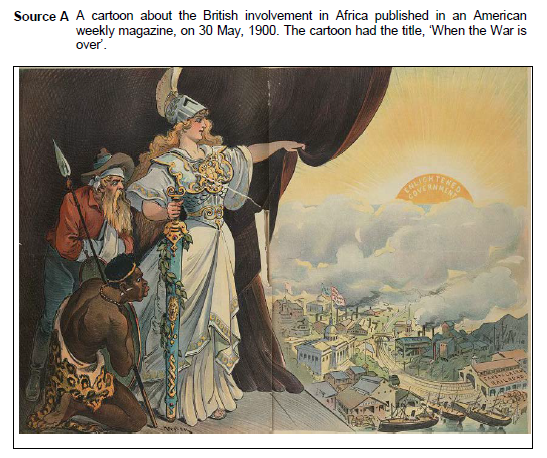 Source A A cartoon about the British involvement in Africa published in an American
weekly magazine, on 30 May, 1900. The cartoon had the title, ‘When the War is
over’.
ENLIGHTENED
GOVERNMENT